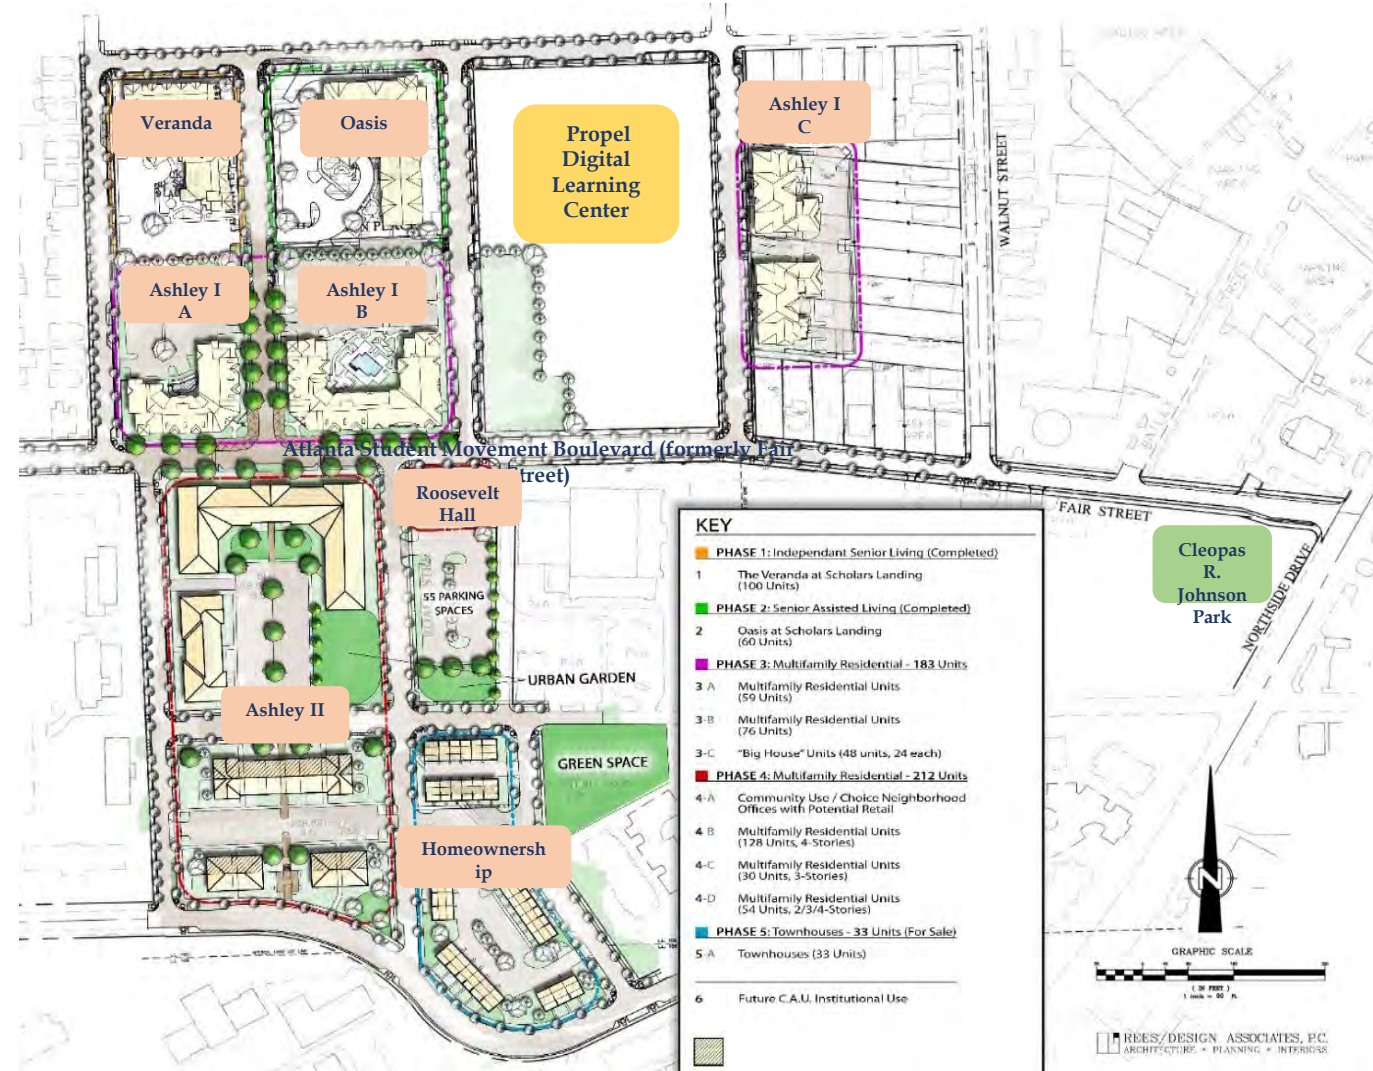 Veranda
Oasis
Propel
Digital
Learning
Center
Ashley I
C
WALNUT STREET
Ashley I
A
Ashley I
B
Atlanta Student Movement Boulevard (formerly Fair
Street)
Roosevelt
Hall
55 PARKING
SPACES
URBAN GARDEN
Ashley II
GREEN SPACE
Homeownersh
ip
FAIR STREET
Cleopas
R.
Johnson
Park
NORTHSIDE DRIVE
KEY
PHASE 1: Independant Senior Living (Completed)
1 The Veranda at Scholars Landing
(100 Units)
PHASE 2: Senior Assisted Living (Completed)
2 Oasis at Scholars Landing
(60 Units)
PHASE 3: Multifamily Residential - 183 Units
3 A Multifamily Residential Units
(59 Units)
3-B Multifamily Residential Units
(76 Units)
3-C "Big House" Units (48 units, 24 each)
PHASE 4: Multifamily Residential - 212 Units
4-A Community Use / Choice Neighborhood
Offices with Potential Retail
4 B Multifamily Residential Units
(128 Units, 4-Stories)
4-C Multifamily Residential Units
(30 Units, 3-Stories)
4-D Multifamily Residential Units
(54 Units, 2/3/4-Stories)
PHASE 5: Townhouses - 33 Units (For Sale)
5 A Townhouses (33 Units)
6 Future C.A.U. Institutional Use
N
GRAPHIC SCALE
( IN FEET )
REES/DESIGN ASSOCIATES, P.C.
ARCHITECTURE * PLANNING * INTERIORS